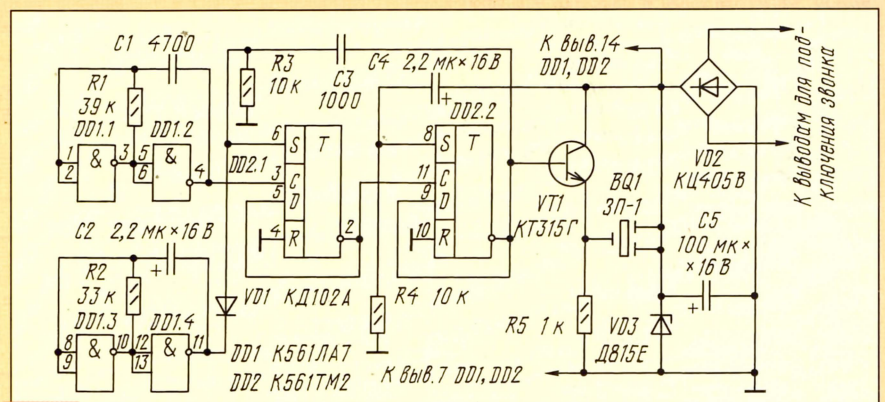 C1 4700
R1
39 к
DD1.1
DD1.2
&
&
1
2
3
5
6
4
C2 2,2 мк × 16 В
+
R2
33 к
DD1.3
DD1.4
&
&
8
9
10
12
13
11
R3
10 к
C3
1000
C4
2,2 мк × 16 В
+
DD2.1
6
3
5
4
S
C
D
R
T
2
VD1 КД102А
DD1 К561ЛА7
DD2 К561ТМ2
DD2.2
8
11
9
10
S
C
D
R
T
R4 10 к
К выв.14
DD1, DD2
VT1
КТ315Г
R5 1 к
К выв.7 DD1, DD2
BQ1
ЗП-1
VD3
Д815Е
VD2
КЦ405В
C5
100 мк ×
× 16 В
+
К выводам для под-
ключения звонка